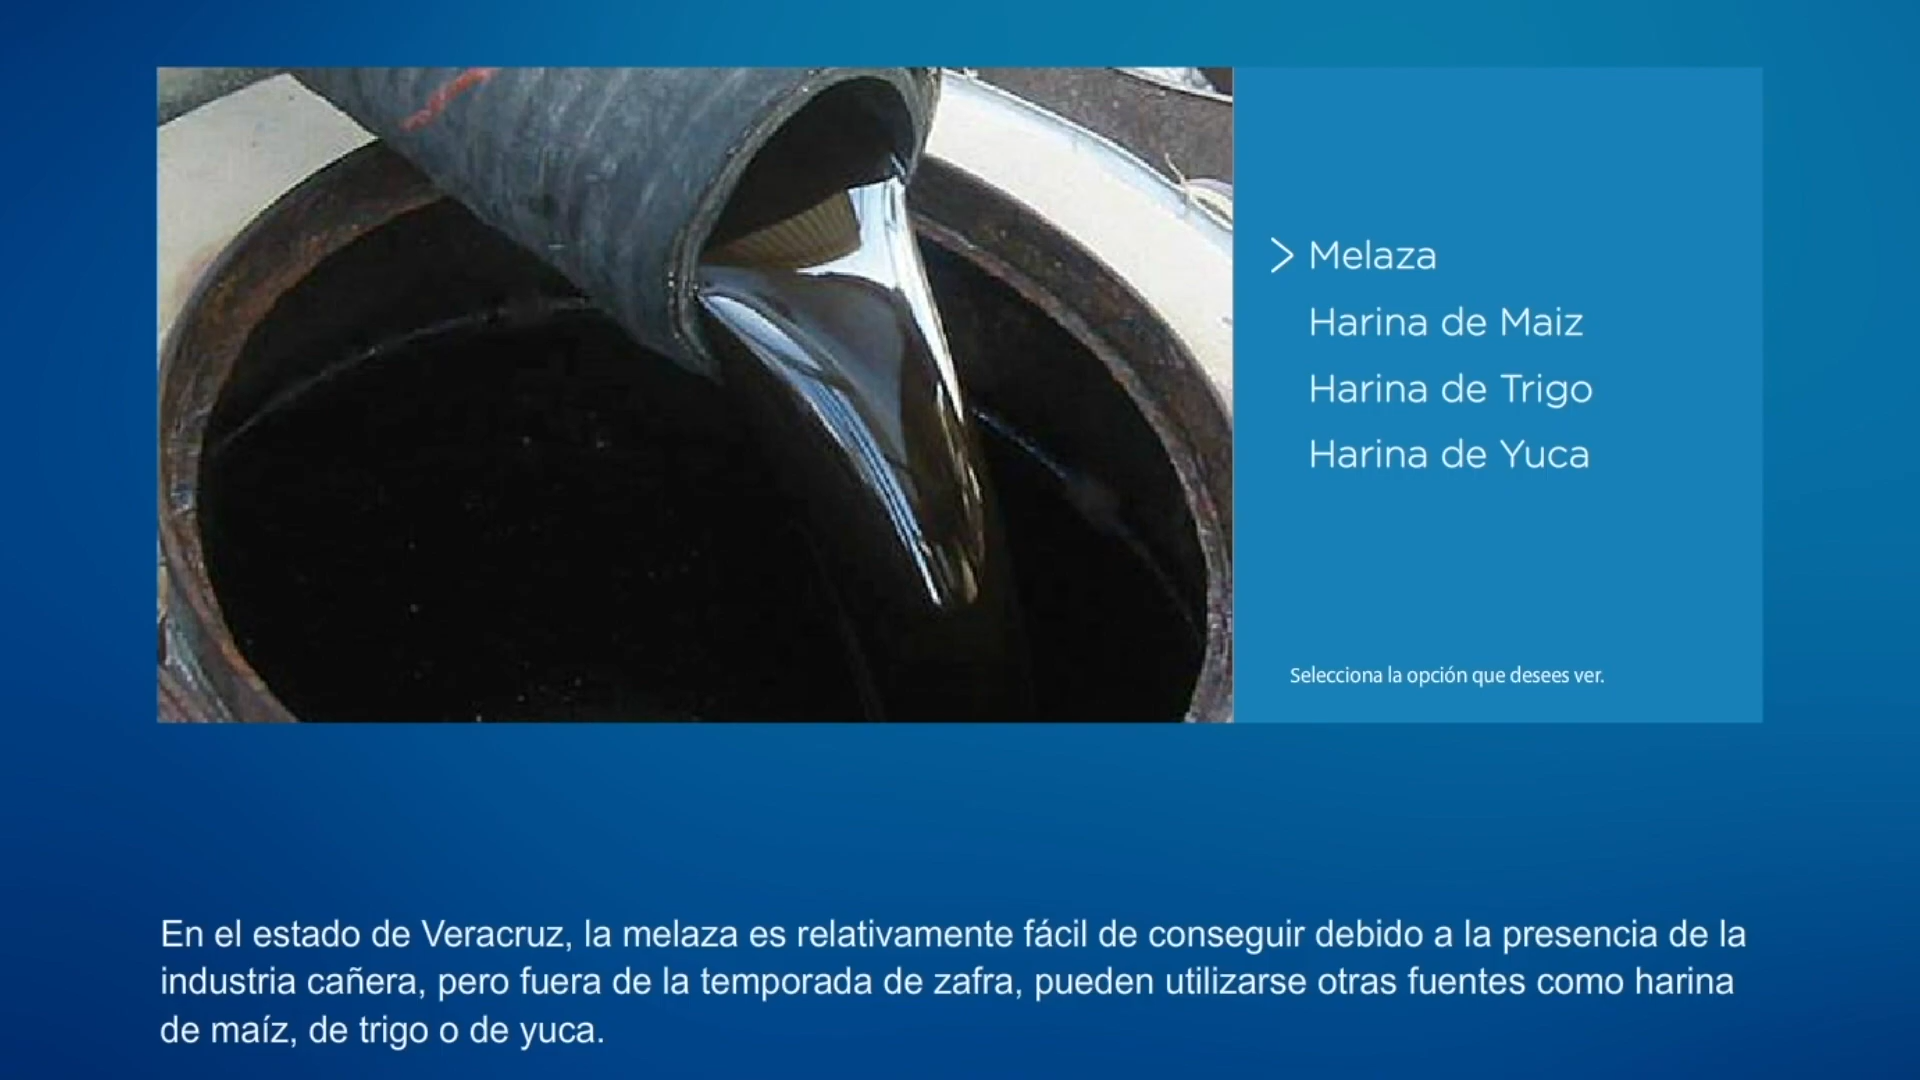 Melaza
Harina de Maiz
Harina de Trigo
Harina de Yuca
Selecciona la opción que desees ver.
En el estado de Veracruz, la melaza es relativamente fácil de conseguir debido a la presencia de la
industria cañera, pero fuera de la temporada de zafra, pueden utilizarse otras fuentes como harina
de maíz, de trigo o de yuca.